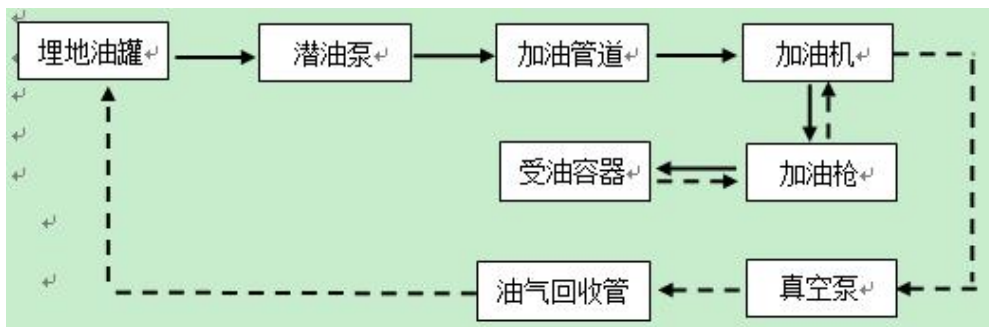 埋地油罐
潜油泵
加油管道
加油机
受油容器
加油枪
油气回收管
真空泵